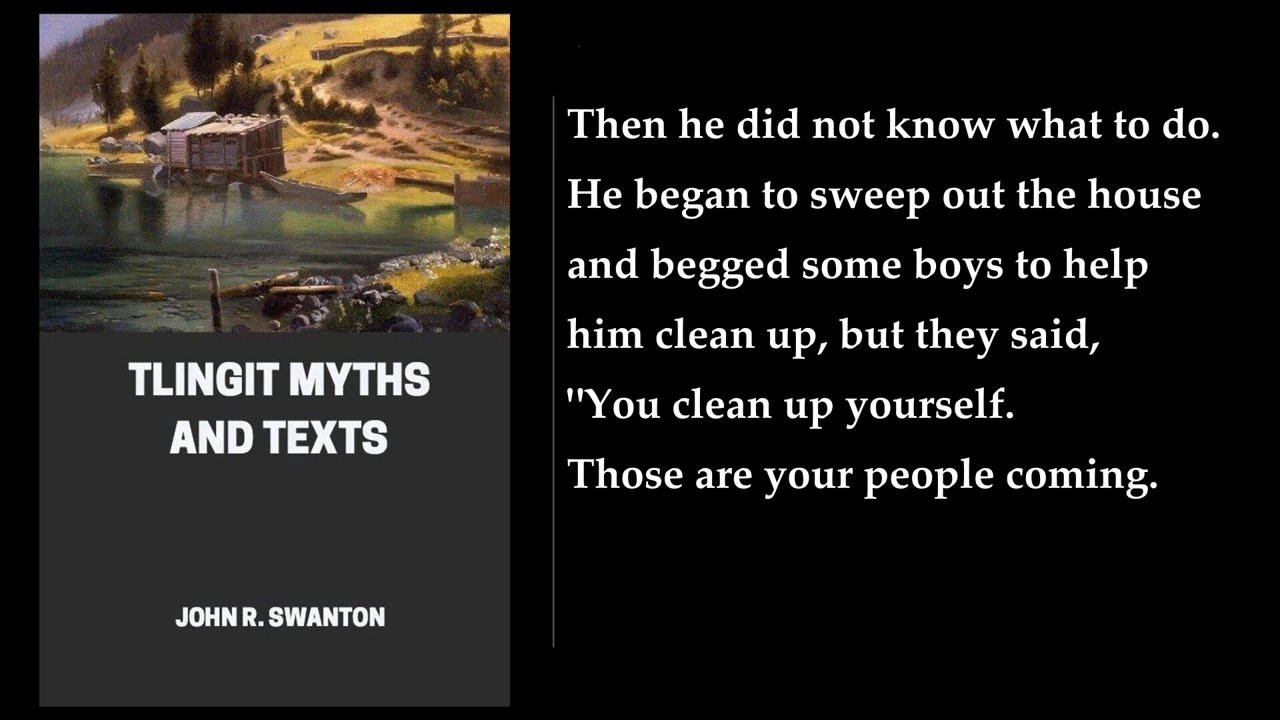 TLINGIT MYTHS
AND TEXTS
JOHN R. SWANTON
Then he did not know what to do.
He began to sweep out the house
and begged some boys to help
him clean up, but they said,
"You clean up yourself.
Those are your people coming.